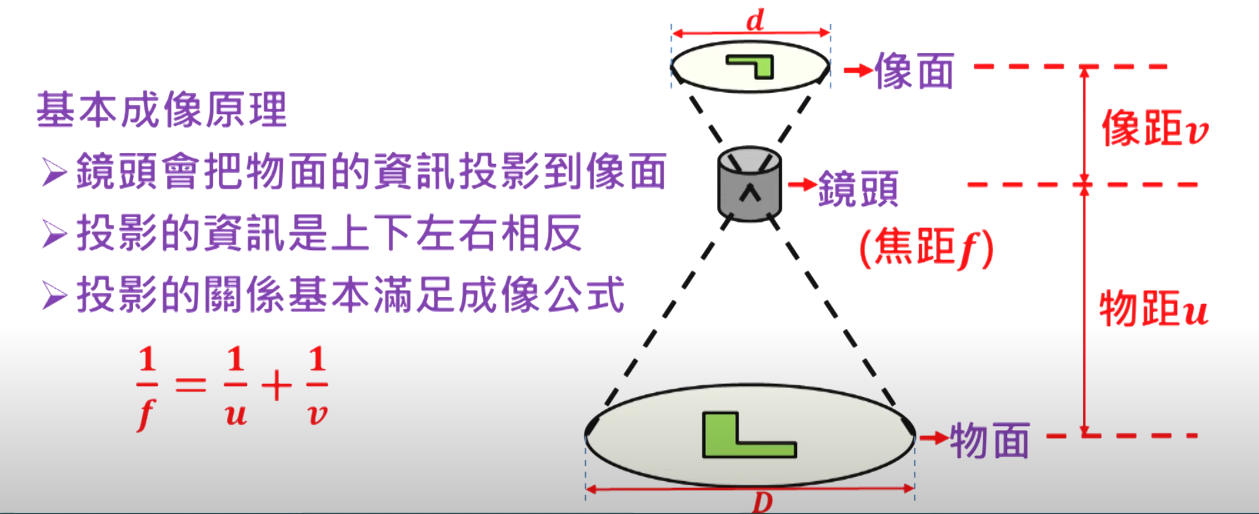 d
像面
像距v
基本成像原理
➢鏡頭會把物面的資訊投影到像面
鏡頭
(焦距f)
➢投影的資訊是上下左右相反
➢投影的關係基本滿足成像公式
物距u
1/f = 1/u + 1/v
物面
D